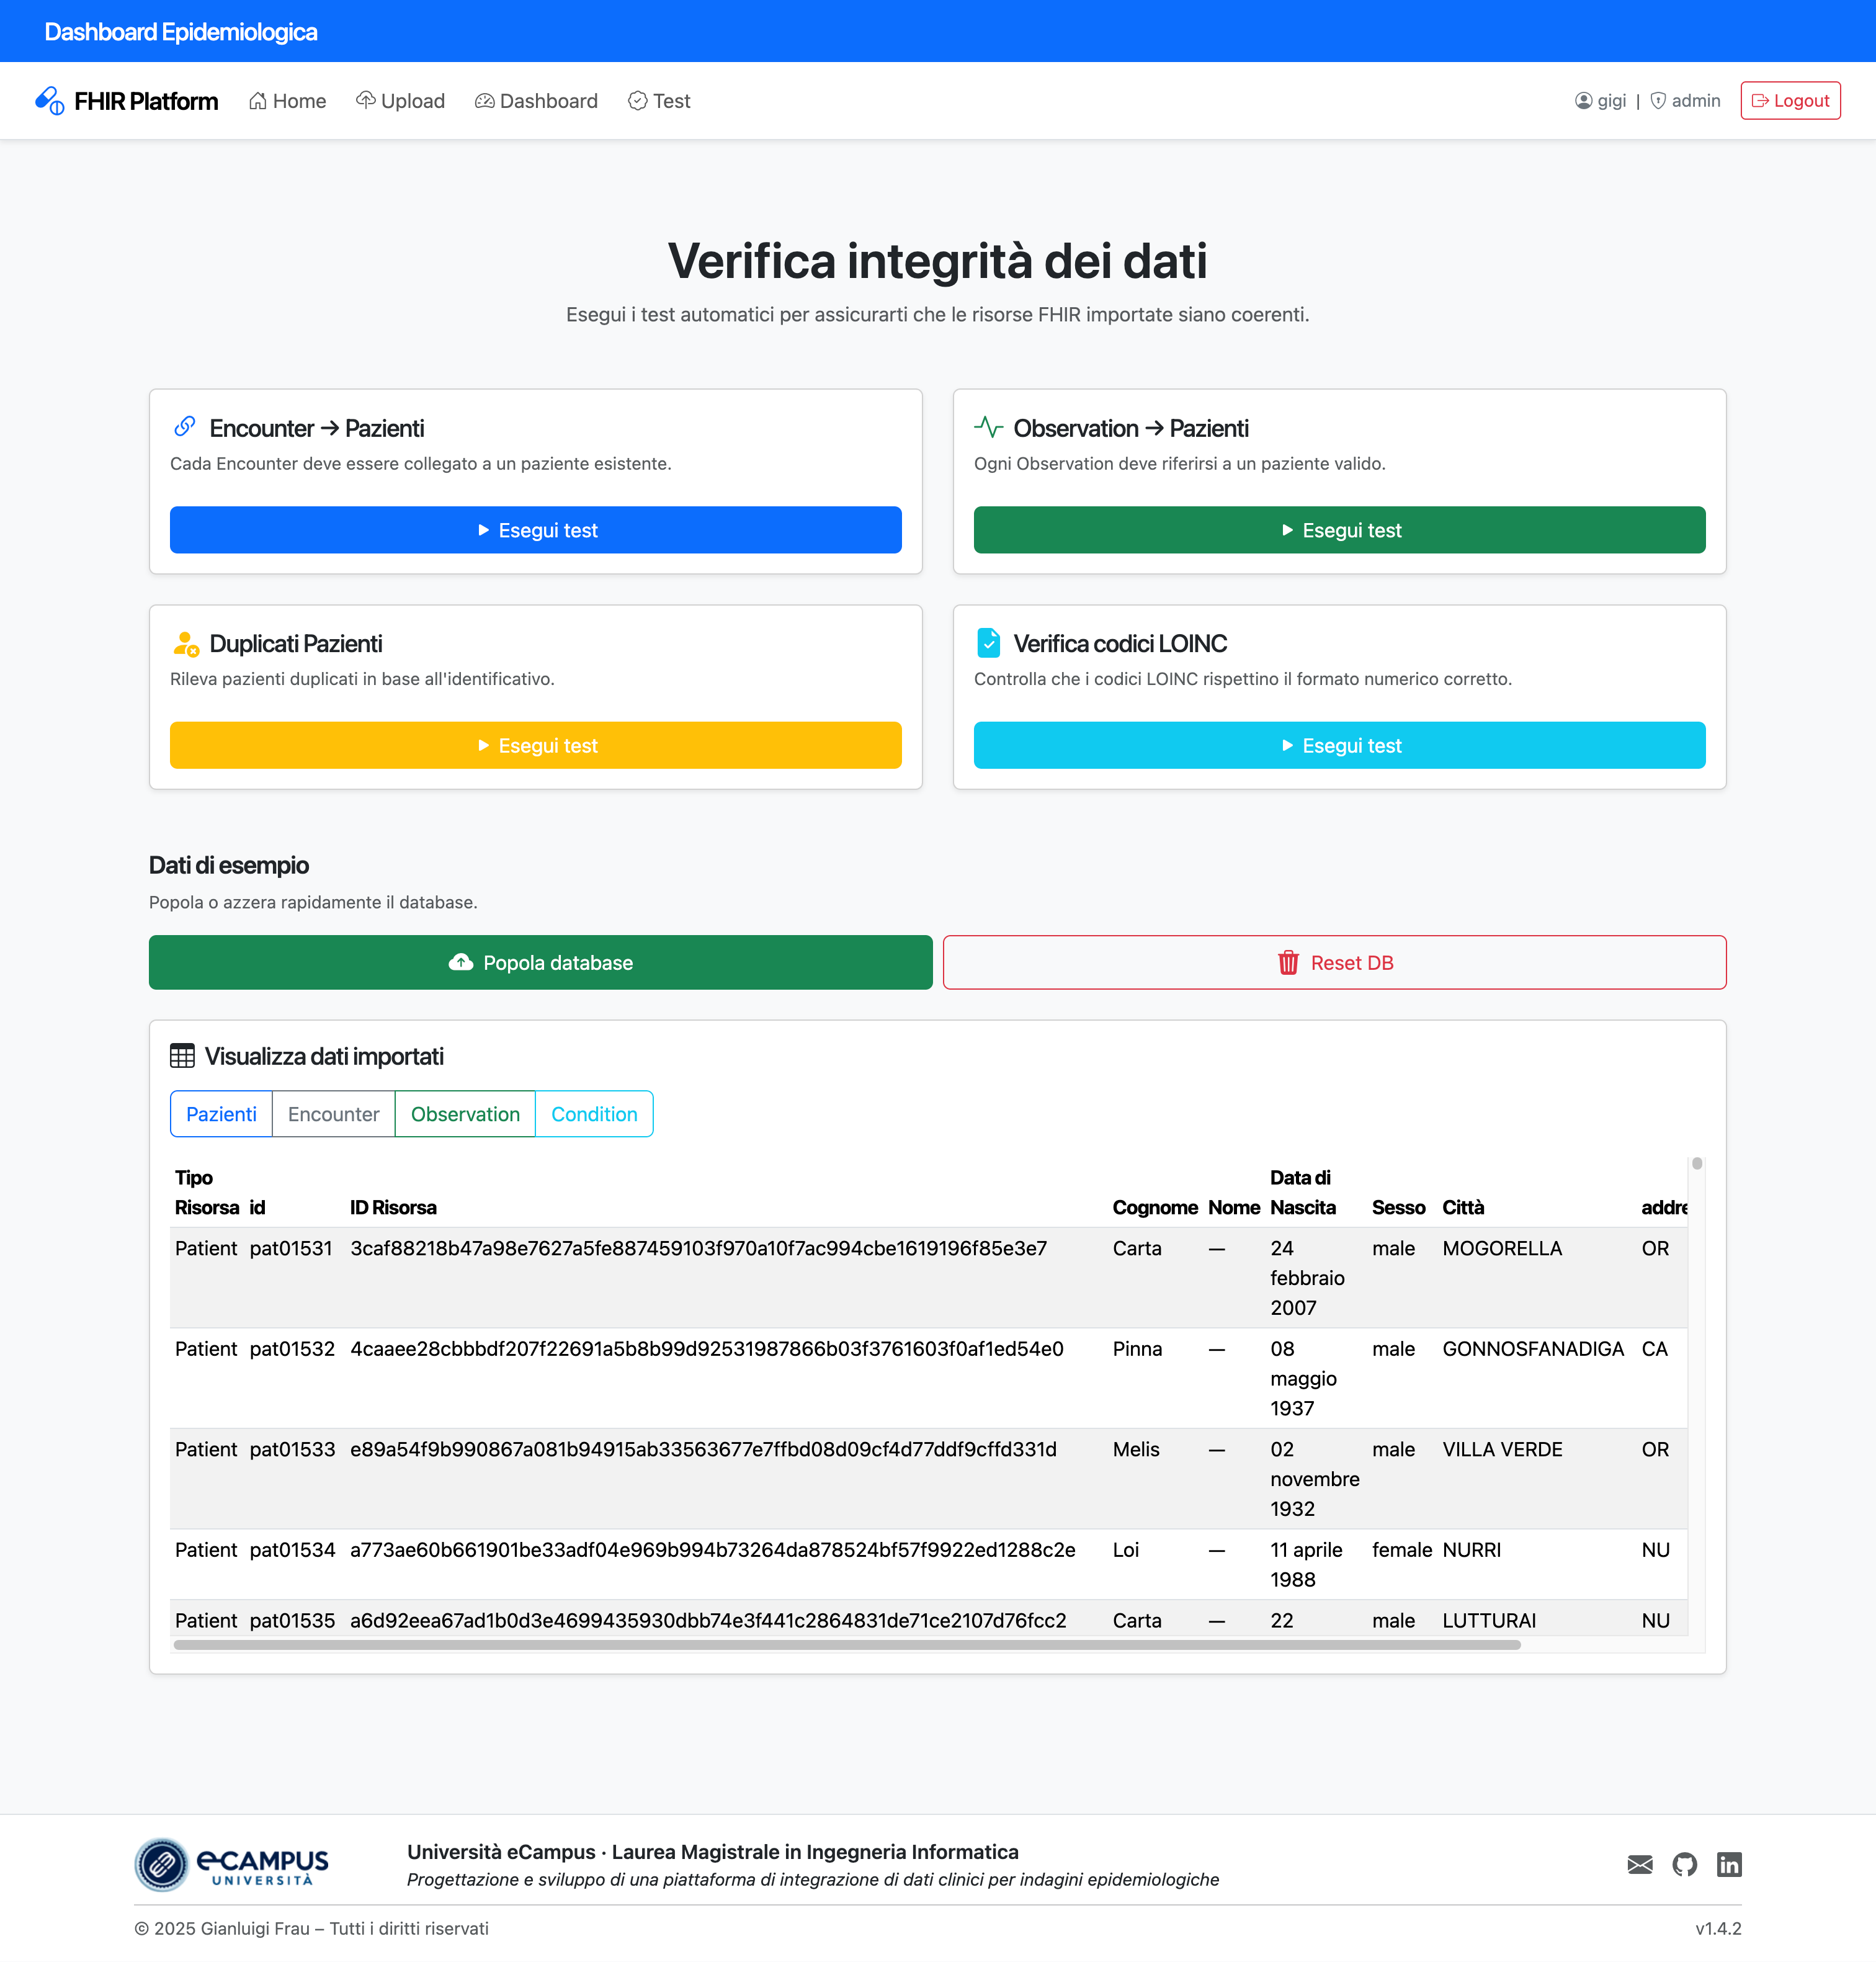 Dashboard Epidemiologica
FHIR Platform Home Upload Dashboard Test gigi | admin Logout
Verifica integrità dei dati
Esegui i test automatici per assicurarti che le risorse FHIR importate siano coerenti.
Encounter → Pazienti
Cada Encounter deve essere collegato a un paziente esistente.
Esegui test
Observation → Pazienti
Ogni Observation deve riferirsi a un paziente valido.
Esegui test
Duplicati Pazienti
Rileva pazienti duplicati in base all'identificativo.
Esegui test
Verifica codici LOINC
Controlla che i codici LOINC rispettino il formato numerico corretto.
Esegui test
Dati di esempio
Popola o azzera rapidamente il database.
Popola database Reset DB
Visualizza dati importati
Pazienti Encounter Observation Condition
Tipo Data di
Risorsa id ID Risorsa Cognome Nome Nascita Sesso Città addre
Patient pat01531 3caf88218b47a98e7627a5fe887459103f970a10f7ac994cbe1619196f85e3e7 Carta — 24 male MOGORELLA OR
febbraio
2007
Patient pat01532 4caaee28cbbbdf207f22691a5b8b99d92531987866b03f3761603f0af1ed54e0 Pinna — 08 male GONNOSFANADIGA CA
maggio
1937
Patient pat01533 e89a54f9b990867a081b94915ab33563677e7ffbd08d09cf4d77ddf9cffd331d Melis — 02 male VILLA VERDE OR
novembre
1932
Patient pat01534 a773ae60b661901be33adf04e969b994b73264da878524bf57f9922ed1288c2e Loi — 11 aprile female NURRI NU
1988
Patient pat01535 a6d92eea67ad1b0d3e4699435930dbb74e3f441c2864831de71ce2107d76fcc2 Carta — 22 male LUTTURAI NU
e-CAMPUS
UNIVERSITÀ
Università eCampus · Laurea Magistrale in Ingegneria Informatica
Progettazione e sviluppo di una piattaforma di integrazione di dati clinici per indagini epidemiologiche
© 2025 Gianluigi Frau – Tutti i diritti riservati v1.4.2